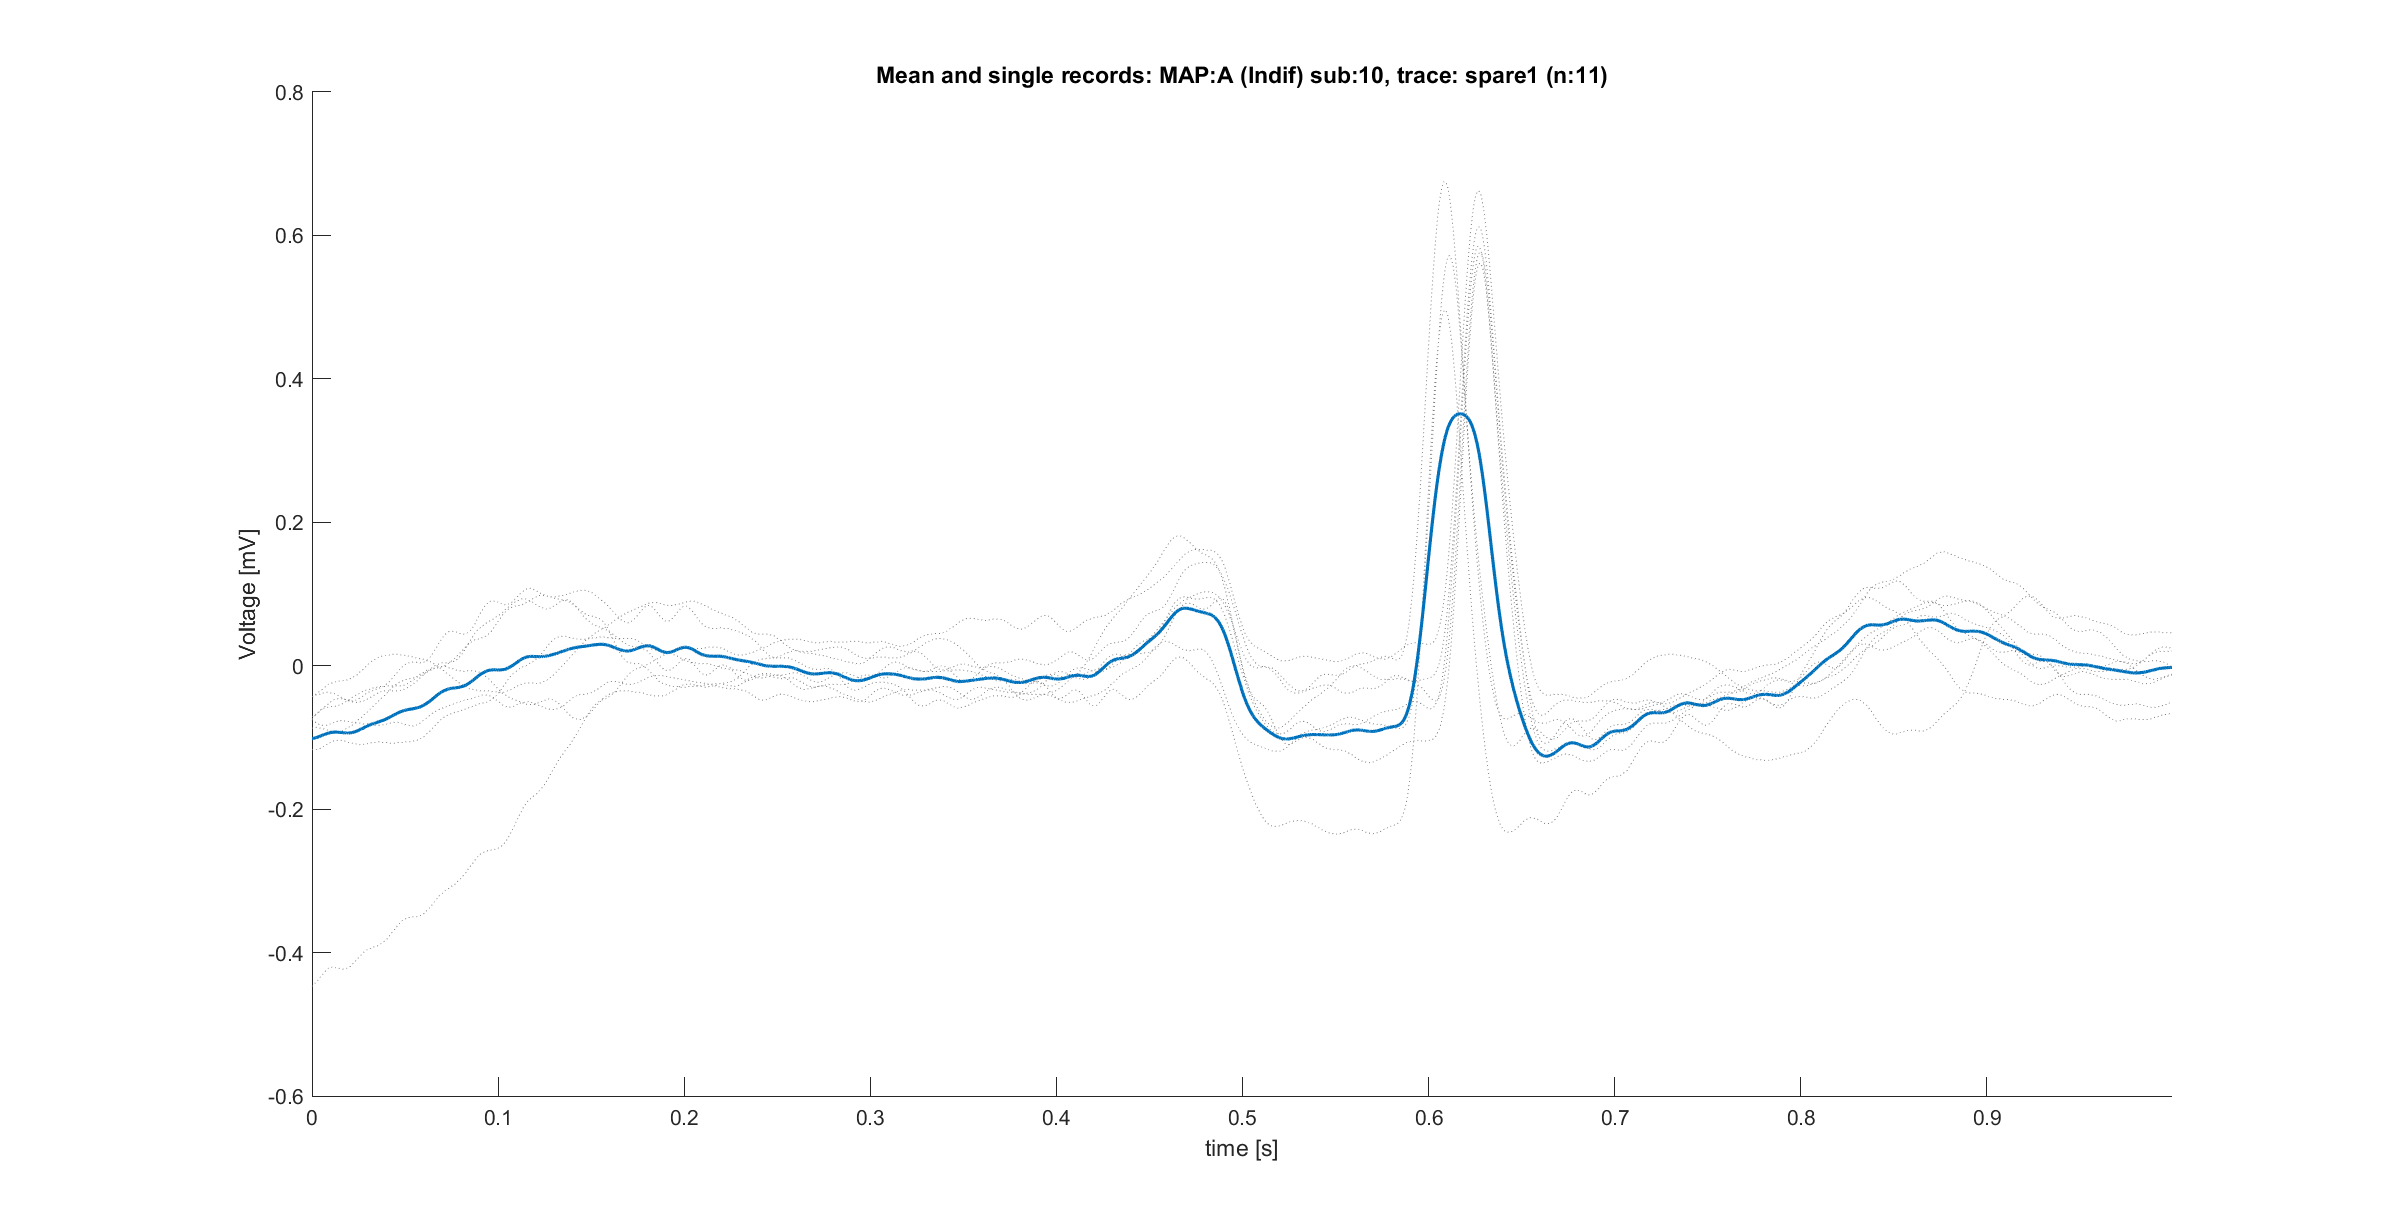 Mean and single records: MAP:A (Indif) sub:10, trace: spare1 (n:11)
0.8
0.6
0.4
0.2
0
-0.2
-0.4
-0.6
Voltage [mV]
0 0.1 0.2 0.3 0.4 0.5 0.6 0.7 0.8 0.9
time [s]